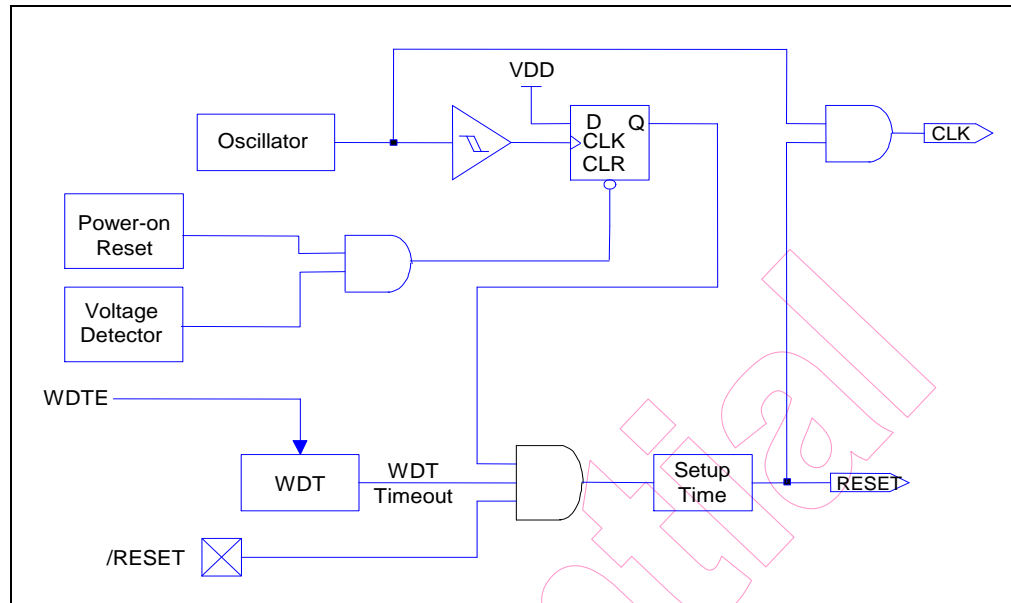 VDD
Oscillator
D Q
CLK
CLR
CLK
Power-on
Reset
Voltage
Detector
WDTE
WDT
WDT
Timeout
Setup
Time
RESET
/RESET